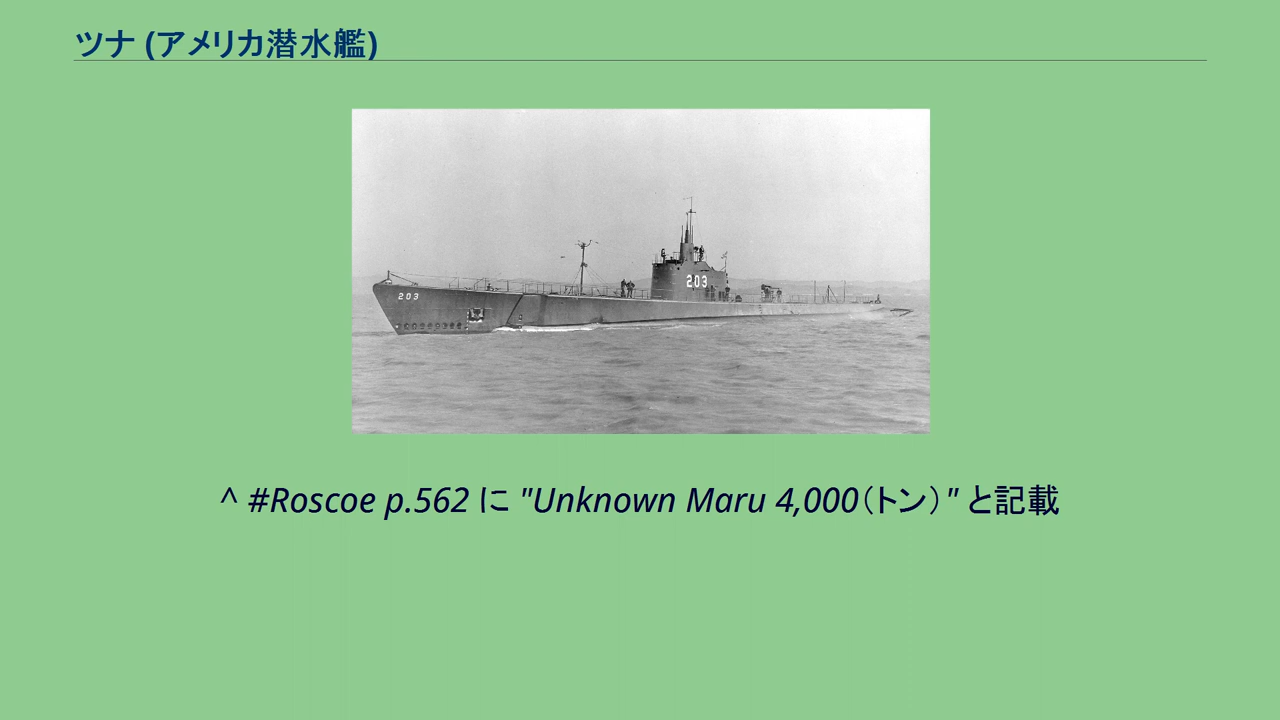 ツナ (アメリカ潜水艦)
203
203
^ #Roscoe p.562 に "Unknown Maru 4,000（トン）" と記載